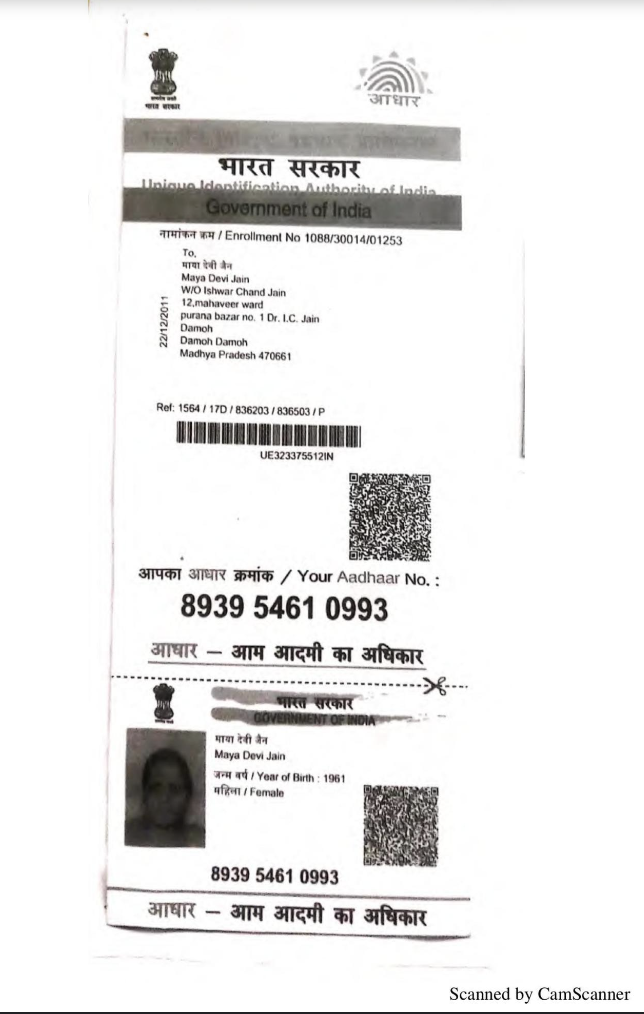 भारत सरकार
आधार
भारत सरकार
Unique Identification Authority of India
Government of India
नामांकन क्रम / Enrollment No 1088/30014/01253
To,
माया देवी जैन
Maya Devi Jain
W/O Ishwar Chand Jain
12,mahaveer ward
purana bazar no. 1 Dr. I.C. Jain
Damoh
Damoh Damoh
Madhya Pradesh 470661
22/12/2011
Ref: 1564 / 17D / 836203 / 836503 / P
UE323375512IN
आपका आधार क्रमांक / Your Aadhaar No. :
8939 5461 0993
आधार – आम आदमी का अधिकार
भारत सरकार
GOVERNMENT OF INDIA
माया देवी जैन
Maya Devi Jain
जन्म वर्ष / Year of Birth : 1961
महिला / Female
8939 5461 0993
आधार – आम आदमी का अधिकार
Scanned by CamScanner